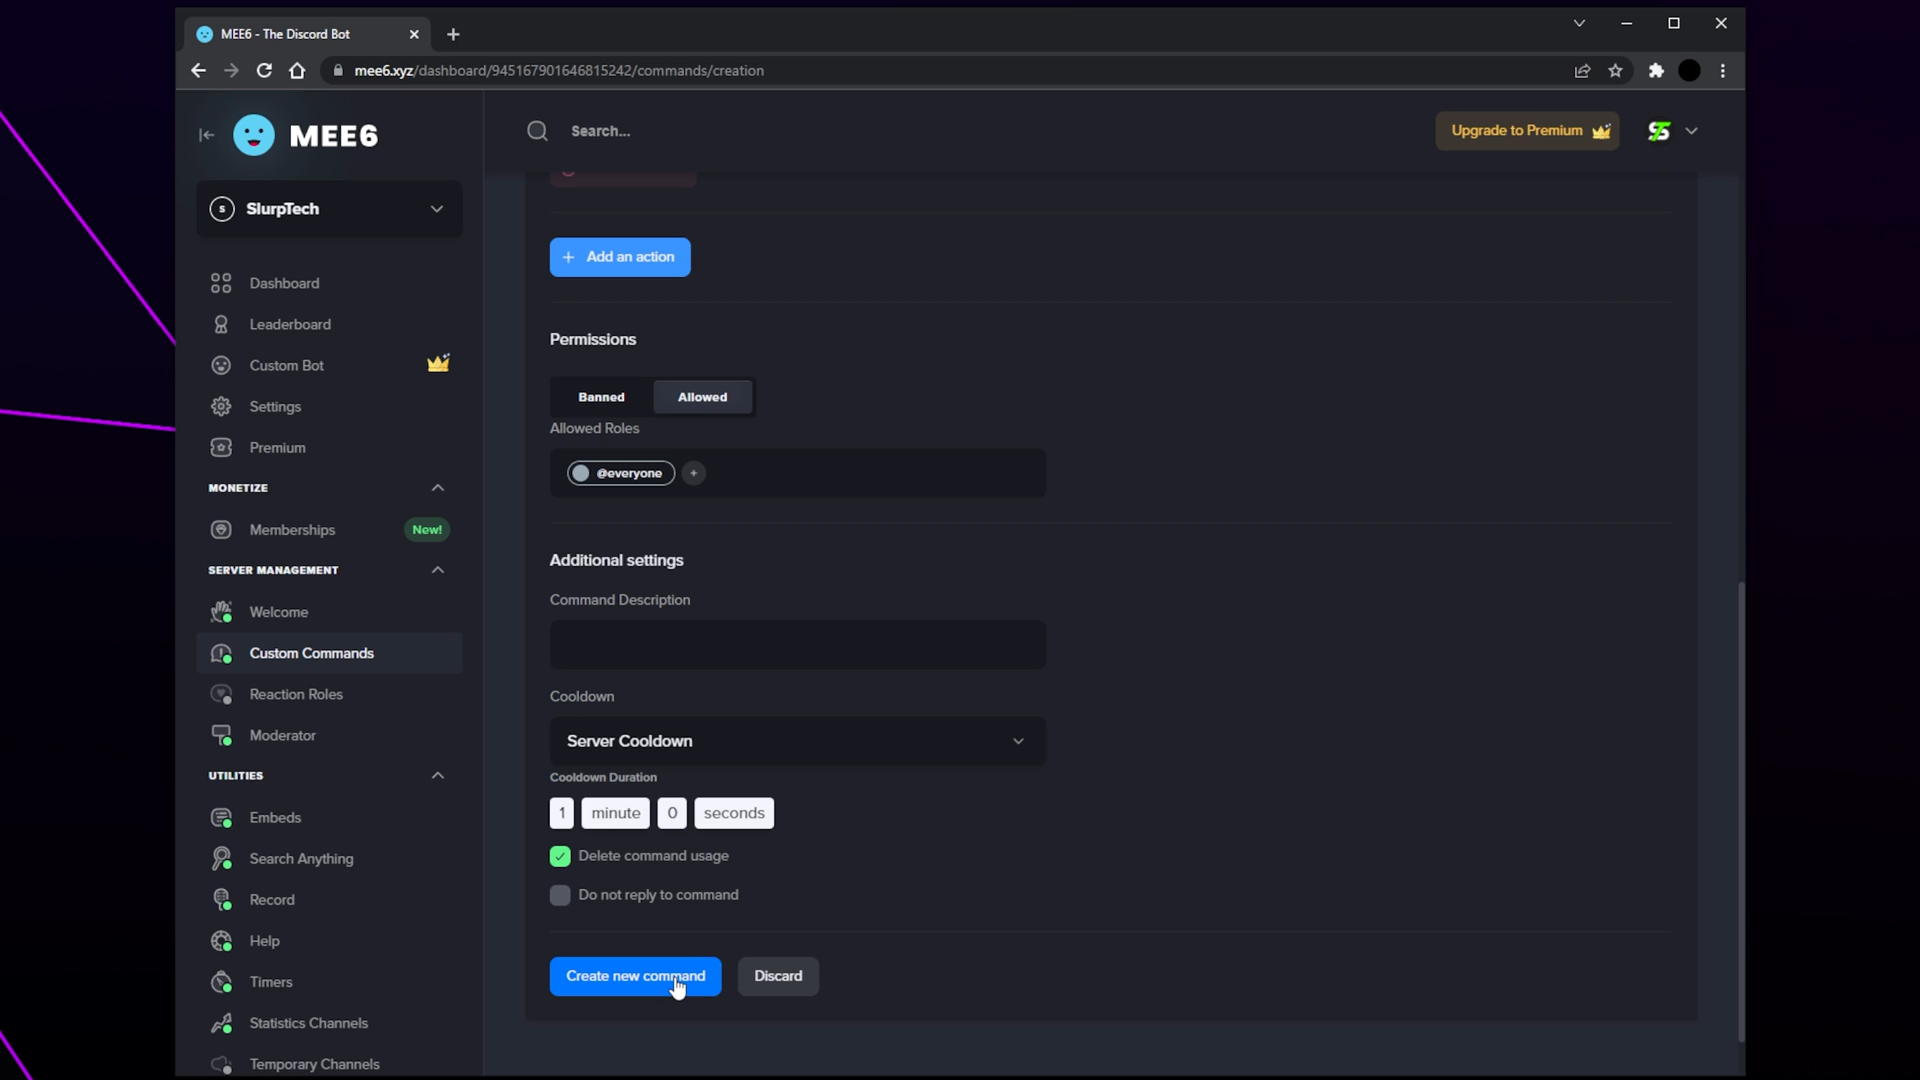 MEE6 - The Discord Bot
mee6.xyz/dashboard/945167901646815242/commands/creation
MEE6
Search...
Upgrade to Premium
S SlurpTech
Dashboard
Leaderboard
Custom Bot
Settings
Premium
MONETIZE
Memberships New!
SERVER MANAGEMENT
Welcome
Custom Commands
Reaction Roles
Moderator
UTILITIES
Embeds
Search Anything
Record
Help
Timers
Statistics Channels
Temporary Channels
+ Add an action
Permissions
Banned Allowed
Allowed Roles
@everyone +
Additional settings
Command Description
Cooldown
Server Cooldown
Cooldown Duration
1 minute 0 seconds
Delete command usage
Do not reply to command
Create new command Discard